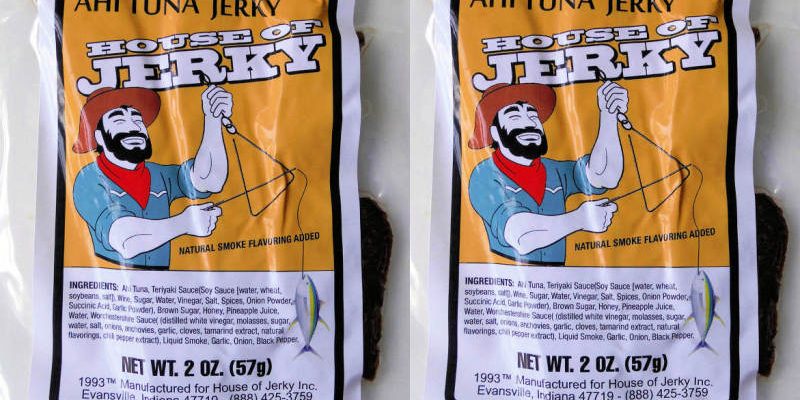 AHI TUNA JERKY
HOUSE OF
JERKY
NATURAL SMOKE FLAVORING ADDED
INGREDIENTS: Ahi Tuna, Teriyaki Sauce(Soy Sauce [water, wheat,
soybeans, salt]), Wine, Sugar, Water, Vinegar, Salt, Spices, Onion Powder,
Succinic Acid, Garlic Powder), Brown Sugar, Honey, Pineapple Juice,
Water, Worchestershire Sauce( (distilled white vinegar, molasses, sugar,
water, salt, onions, anchovies, garlic, cloves, tamarind extract, natural
flavorings, chili pepper extract), Liquid Smoke, Garlic, Onion, Black Pepper,
NET WT. 2 OZ. (57g)
1993™ Manufactured for House of Jerky Inc.
Evansville, Indiana 47719 - (888) 425-3759
AHI TUNA JERKY
HOUSE OF
JERKY
NATURAL SMOKE FLAVORING ADDED
INGREDIENTS: Ahi Tuna, Teriyaki Sauce(Soy Sauce [water, wheat,
soybeans, salt]), Wine, Sugar, Water, Vinegar, Salt, Spices, Onion Powder,
Succinic Acid, Garlic Powder), Brown Sugar, Honey, Pineapple Juice,
Water, Worchestershire Sauce( (distilled white vinegar, molasses, sugar,
water, salt, onions, anchovies, garlic, cloves, tamarind extract, natural
flavorings, chili pepper extract), Liquid Smoke, Garlic, Onion, Black Pepper,
NET WT. 2 OZ. (57g)
1993™ Manufactured for House of Jerky Inc.
Evansville, Indiana 47719 - (888) 425-3759